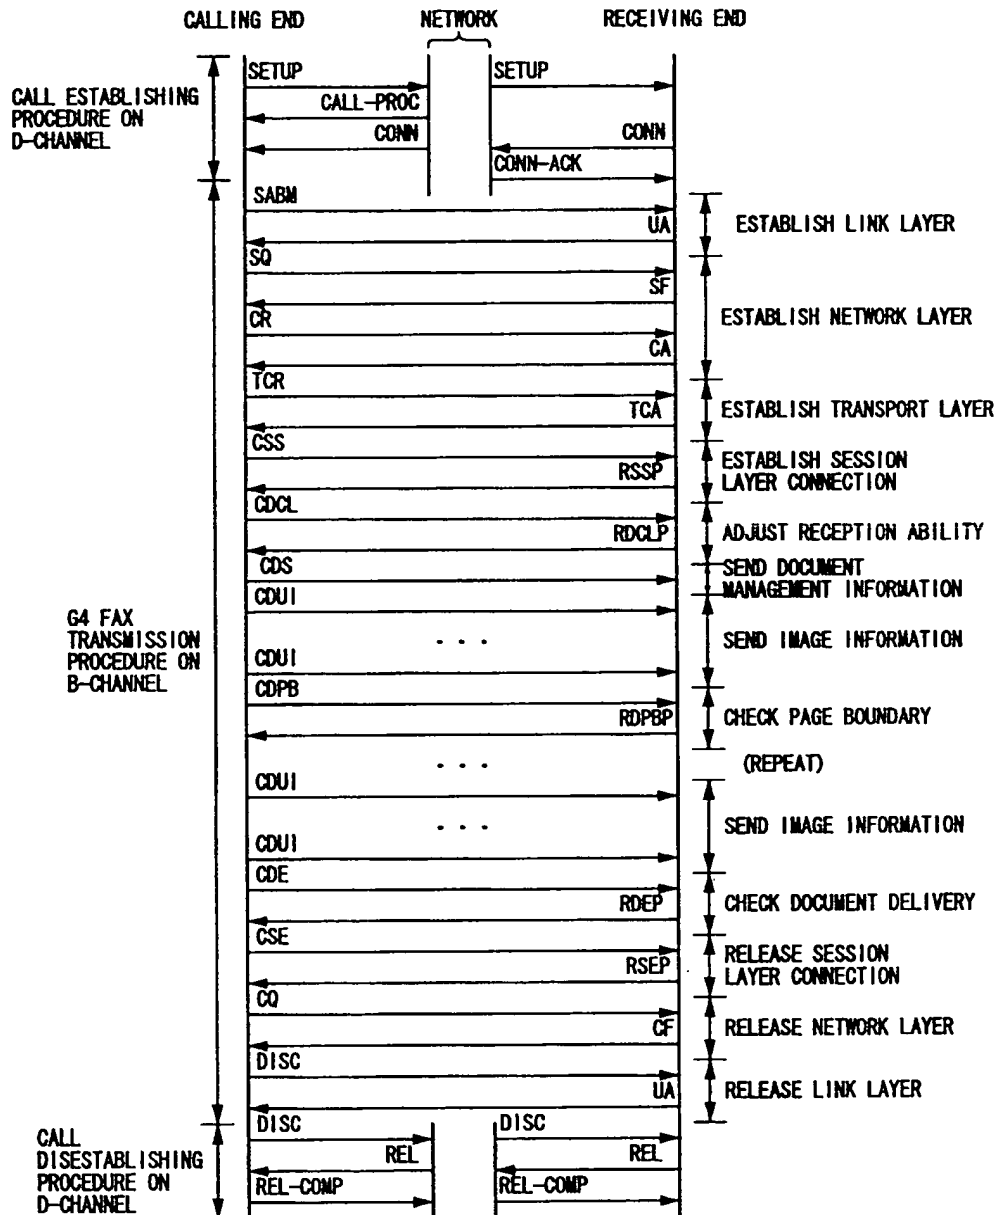 CALLING END NETWORK RECEIVING END
SETUP SETUP
CALL ESTABLISHING
PROCEDURE ON
D-CHANNEL
CALL-PROC
CONN CONN
CONN-ACK
SABM
UA
ESTABLISH LINK LAYER
SQ
SF
CR
ESTABLISH NETWORK LAYER
CA
TCR
TCA
ESTABLISH TRANSPORT LAYER
CSS
RSSP
ESTABLISH SESSION
LAYER CONNECTION
CDCL
RDCLP
ADJUST RECEPTION ABILITY
CDS
SEND DOCUMENT
MANAGEMENT INFORMATION
CDUI
G4 FAX
TRANSMISSION
PROCEDURE ON
B-CHANNEL
. . .
SEND IMAGE INFORMATION
CDUI
CDPB
RDPBP
CHECK PAGE BOUNDARY
. . .
(REPEAT)
CDUI
. . .
SEND IMAGE INFORMATION
CDUI
CDE
RDEP
CHECK DOCUMENT DELIVERY
CSE
RSEP
RELEASE SESSION
LAYER CONNECTION
CQ
CF
RELEASE NETWORK LAYER
DISC
UA
RELEASE LINK LAYER
DISC DISC
CALL
DISESTABLISHING
PROCEDURE ON
D-CHANNEL
REL REL
REL-COMP REL-COMP